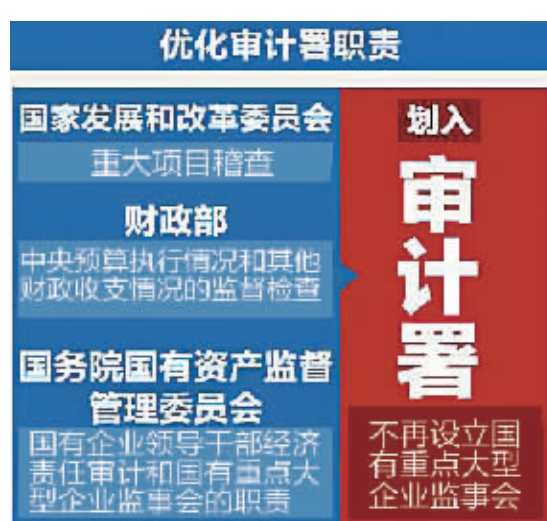 优化审计署职责
国家发展和改革委员会
重大项目稽查
财政部
中央预算执行情况和其他
财政收支情况的监督检查
国务院国有资产监督
管理委员会
国有企业领导干部经济
责任审计和国有重点大
型企业监事会的职责
划入
审计署
不再设立国
有重点大型
企业监事会